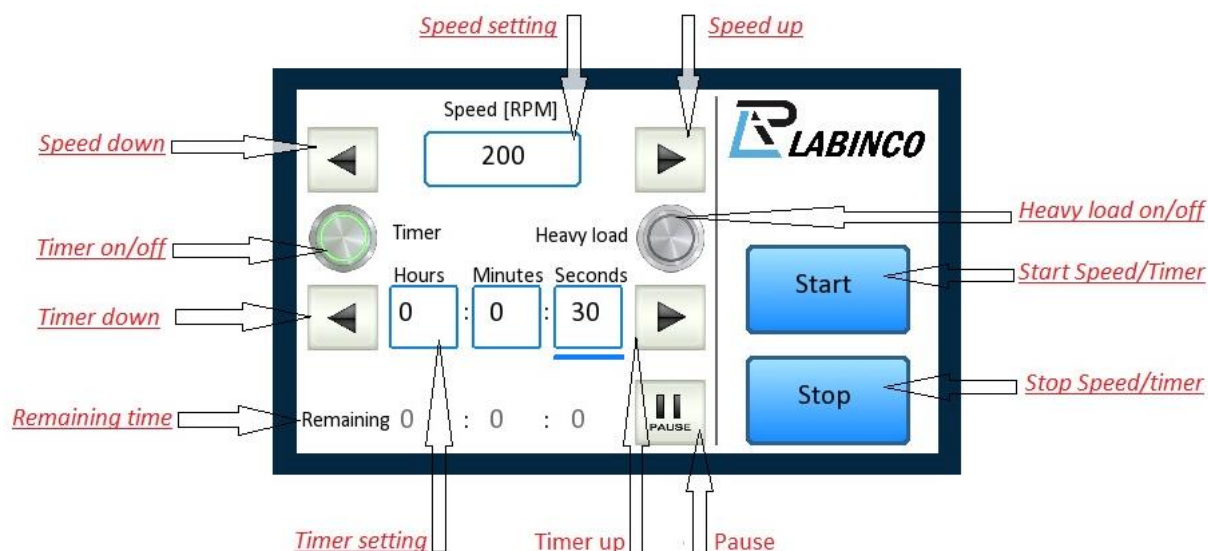 Speed setting
Speed up
Speed [RPM]
LABINCO
Speed down
200
Timer on/off
Timer
Heavy load
Heavy load on/off
Hours Minutes Seconds
Start
Start Speed/Timer
Timer down
0 : 0 : 30
Stop
Stop Speed/timer
Remaining time
Remaining 0 : 0 : 0
PAUSE
Timer setting
Timer up
Pause